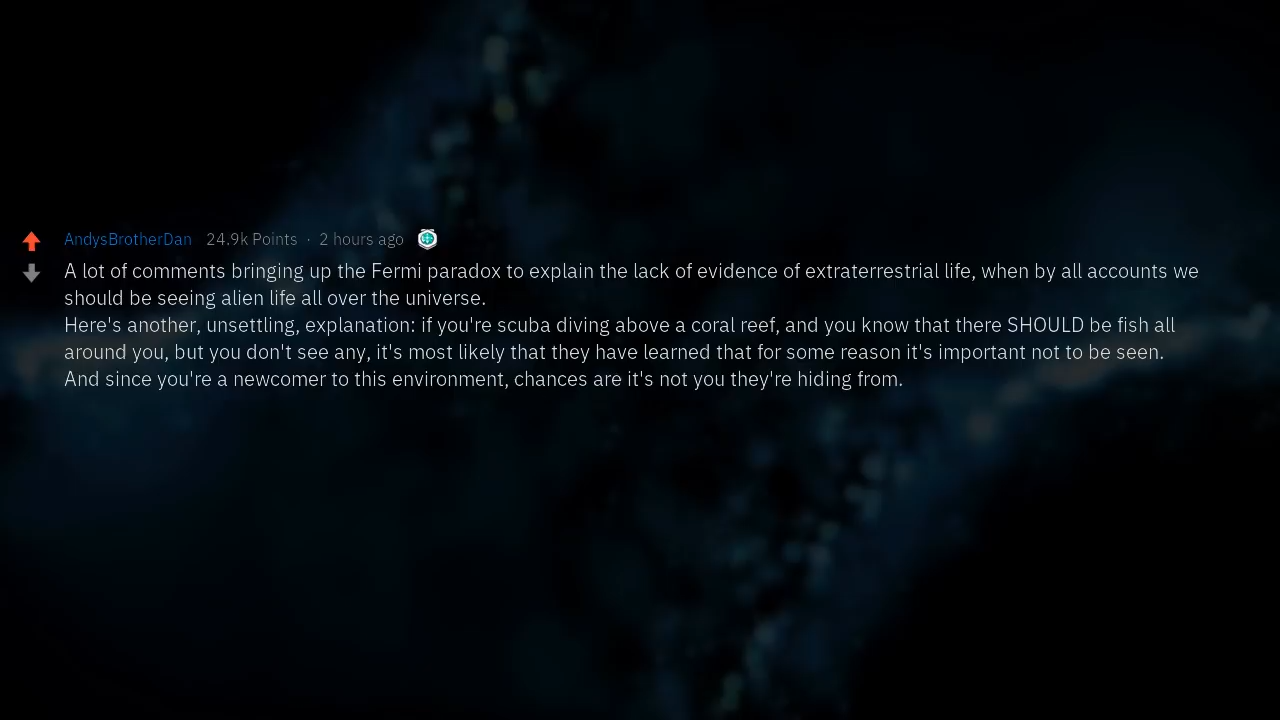 AndysBrotherDan 24.9k Points · 2 hours ago
A lot of comments bringing up the Fermi paradox to explain the lack of evidence of extraterrestrial life, when by all accounts we
should be seeing alien life all over the universe.
Here's another, unsettling, explanation: if you're scuba diving above a coral reef, and you know that there SHOULD be fish all
around you, but you don't see any, it's most likely that they have learned that for some reason it's important not to be seen.
And since you're a newcomer to this environment, chances are it's not you they're hiding from.